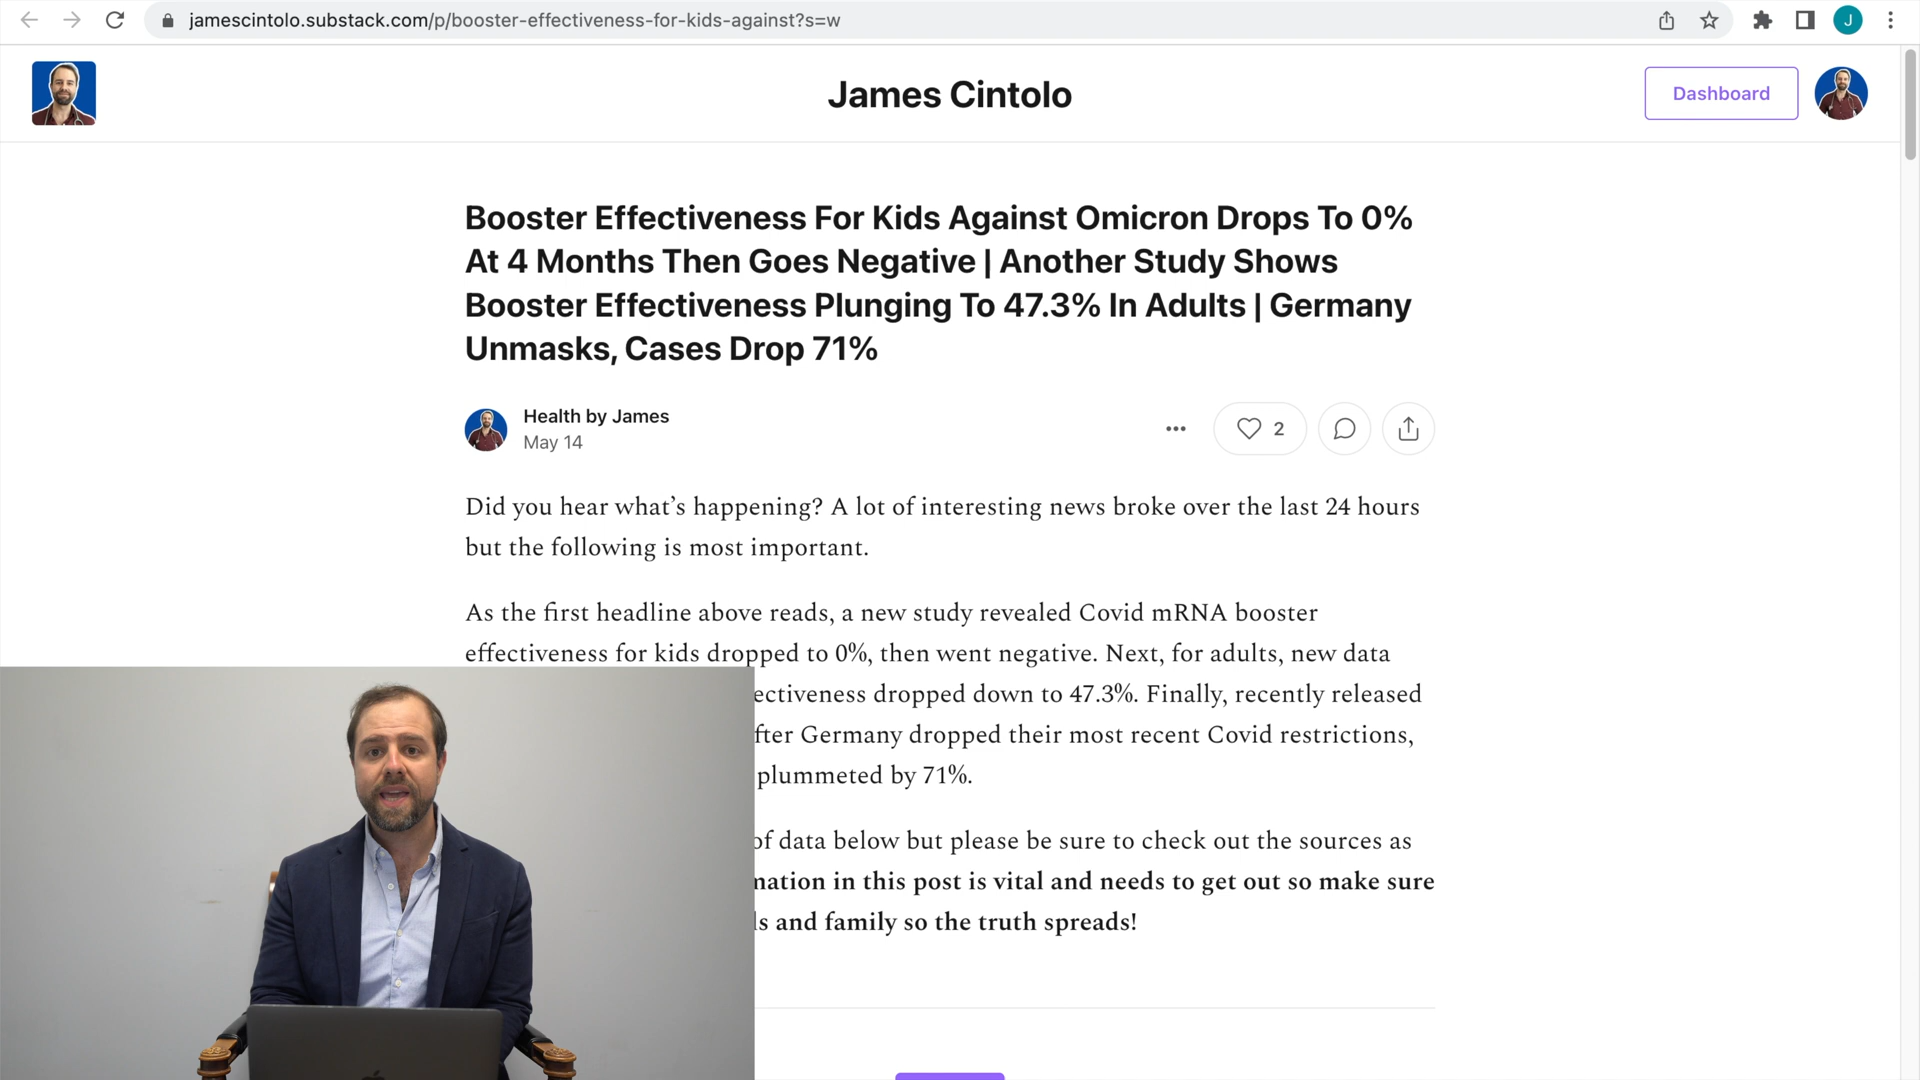 jamescintolo.substack.com/p/booster-effectiveness-for-kids-against?s=w
J
James Cintolo
Dashboard
Booster Effectiveness For Kids Against Omicron Drops To 0%
At 4 Months Then Goes Negative | Another Study Shows
Booster Effectiveness Plunging To 47.3% In Adults | Germany
Unmasks, Cases Drop 71%
Health by James
May 14
2
Did you hear what’s happening? A lot of interesting news broke over the last 24 hours
but the following is most important.
As the first headline above reads, a new study revealed Covid mRNA booster
effectiveness for kids dropped to 0%, then went negative. Next, for adults, new data
ectiveness dropped down to 47.3%. Finally, recently released
fter Germany dropped their most recent Covid restrictions,
plummeted by 71%.
of data below but please be sure to check out the sources as
mation in this post is vital and needs to get out so make sure
ls and family so the truth spreads!